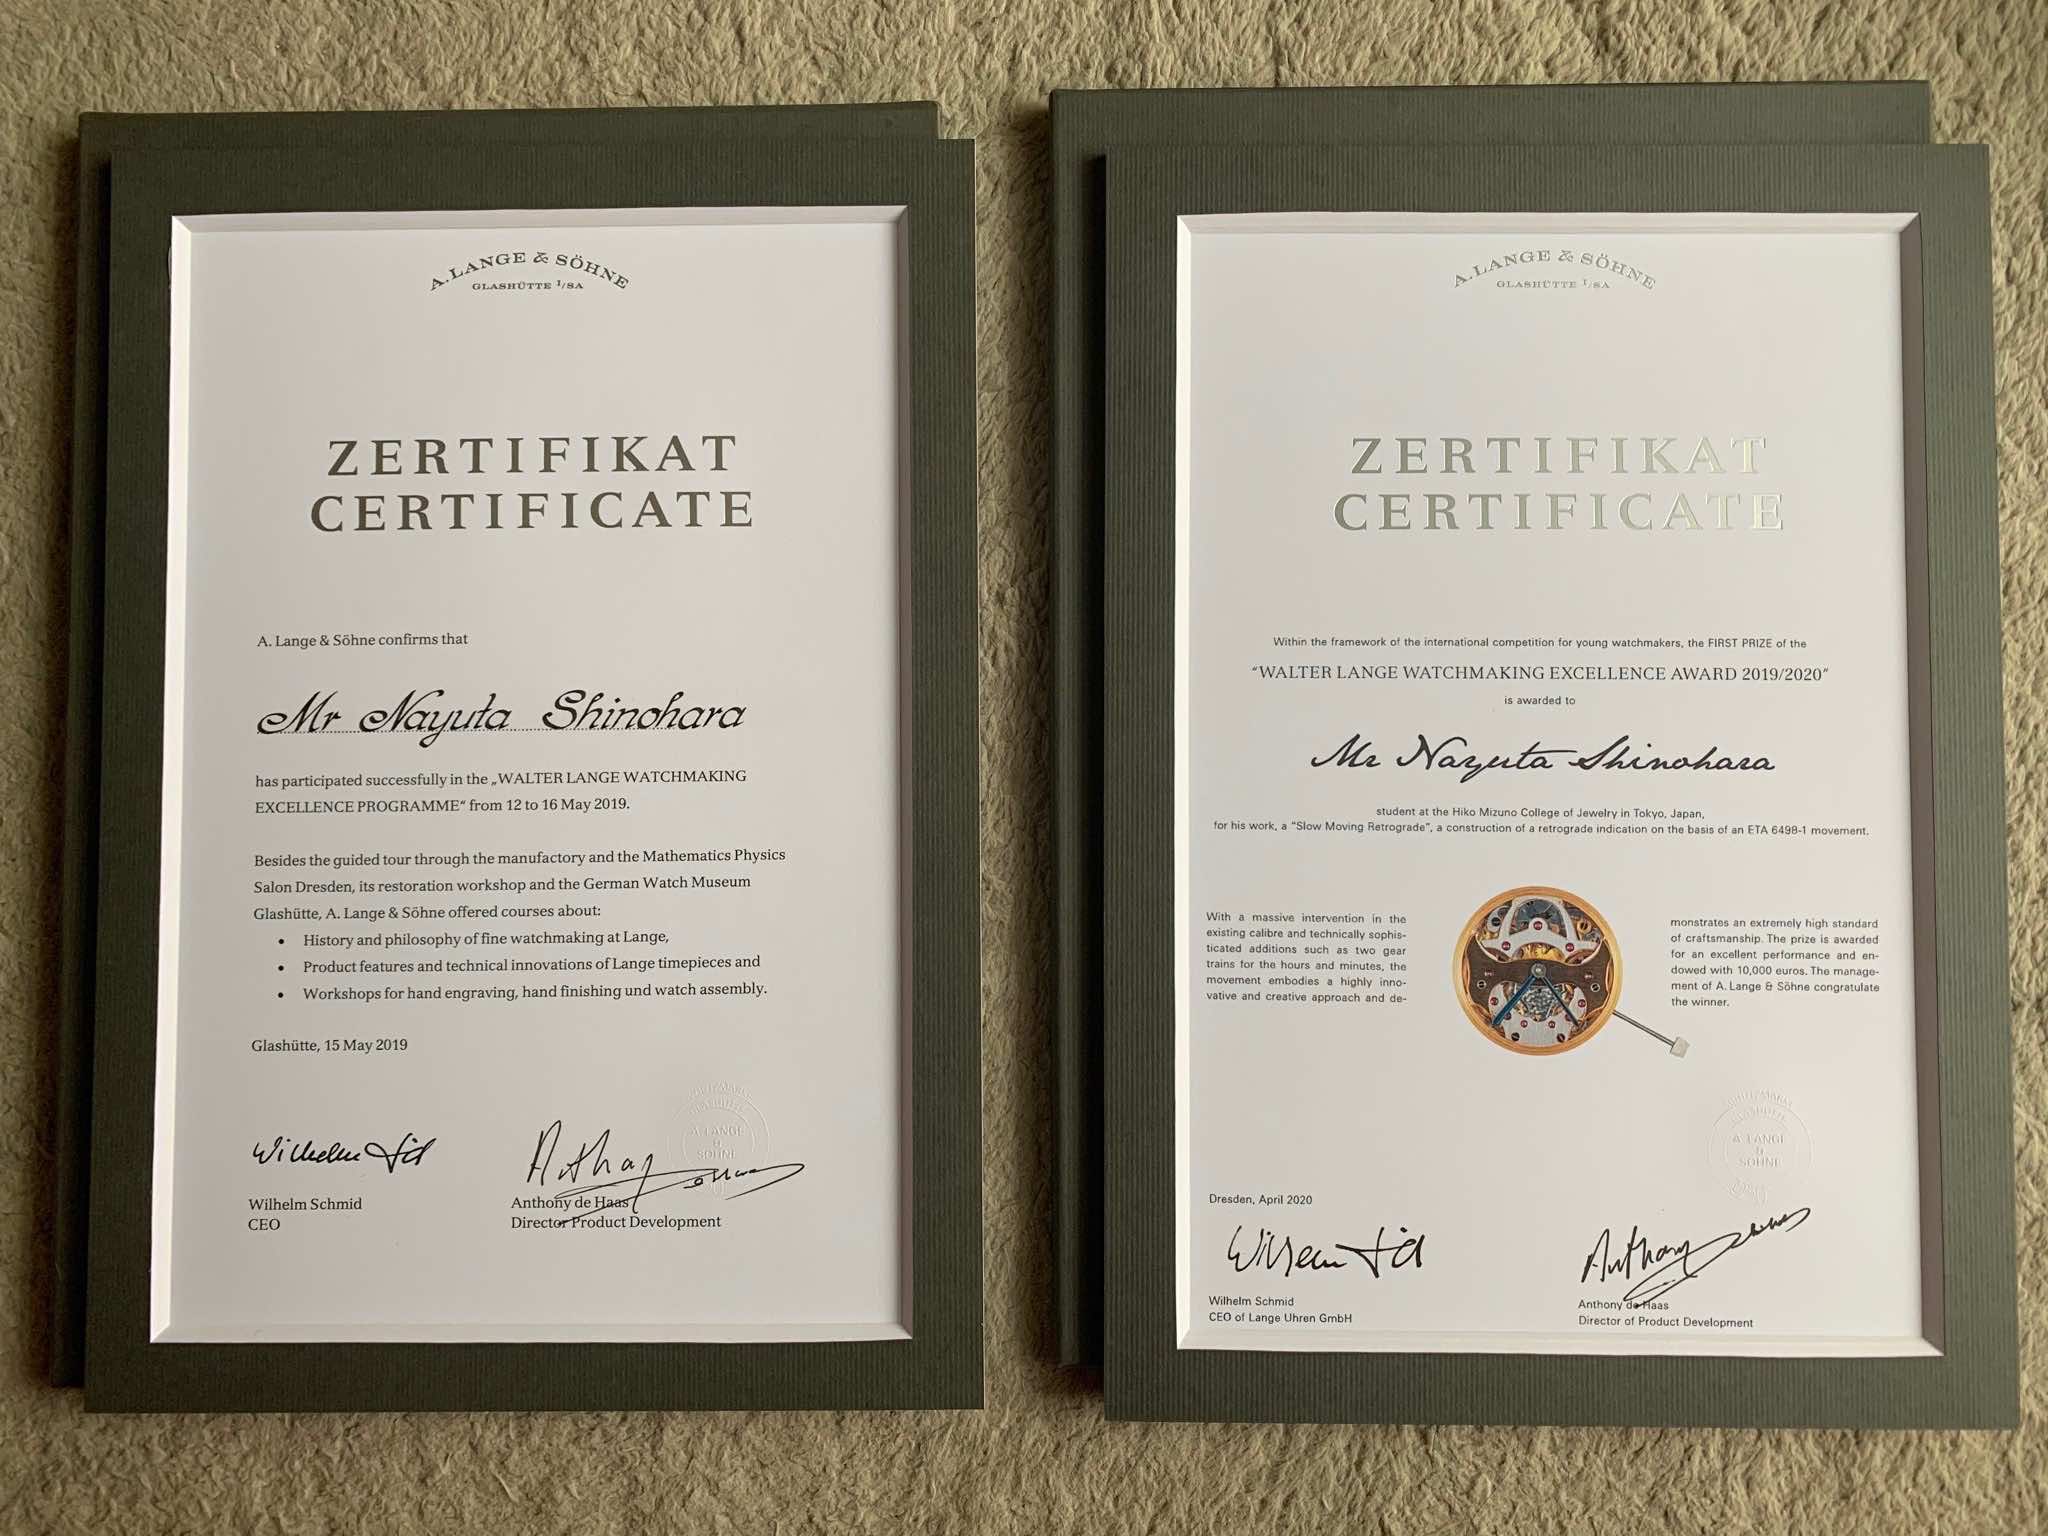 A. LANGE & SÖHNE
GLASHÜTTE I/SA
ZERTIFIKAT
CERTIFICATE
A. Lange & Söhne confirms that
Mr Nayuta Shinohara
has participated successfully in the „WALTER LANGE WATCHMAKING
EXCELLENCE PROGRAMME“ from 12 to 16 May 2019.
Besides the guided tour through the manufactory and the Mathematics Physics
Salon Dresden, its restoration workshop and the German Watch Museum
Glashütte, A. Lange & Söhne offered courses about:
• History and philosophy of fine watchmaking at Lange,
• Product features and technical innovations of Lange timepieces and
• Workshops for hand engraving, hand finishing und watch assembly.
Glashütte, 15 May 2019
A. LANGE
&
SÖHNE
Wilhelm Schmid
CEO
Anthony de Haas
Director Product Development
A. LANGE & SÖHNE
GLASHÜTTE I/SA
ZERTIFIKAT
CERTIFICATE
Within the framework of the international competition for young watchmakers, the FIRST PRIZE of the
“WALTER LANGE WATCHMAKING EXCELLENCE AWARD 2019/2020”
is awarded to
Mr Nayuta Shinohara
student at the Hiko Mizuno College of Jewelry in Tokyo, Japan,
for his work, a “Slow Moving Retrograde”, a construction of a retrograde indication on the basis of an ETA 6498-1 movement.
With a massive intervention in the
existing calibre and technically sophis-
ticated additions such as two gear
trains for the hours and minutes, the
movement embodies a highly inno-
vative and creative approach and de-
monstrates an extremely high standard
of craftsmanship. The prize is awarded
for an excellent performance and en-
dowed with 10,000 euros. The manage-
ment of A. Lange & Söhne congratulate
the winner.
A. LANGE
&
SÖHNE
Dresden, April 2020
Wilhelm Schmid
CEO of Lange Uhren GmbH
Anthony de Haas
Director of Product Development